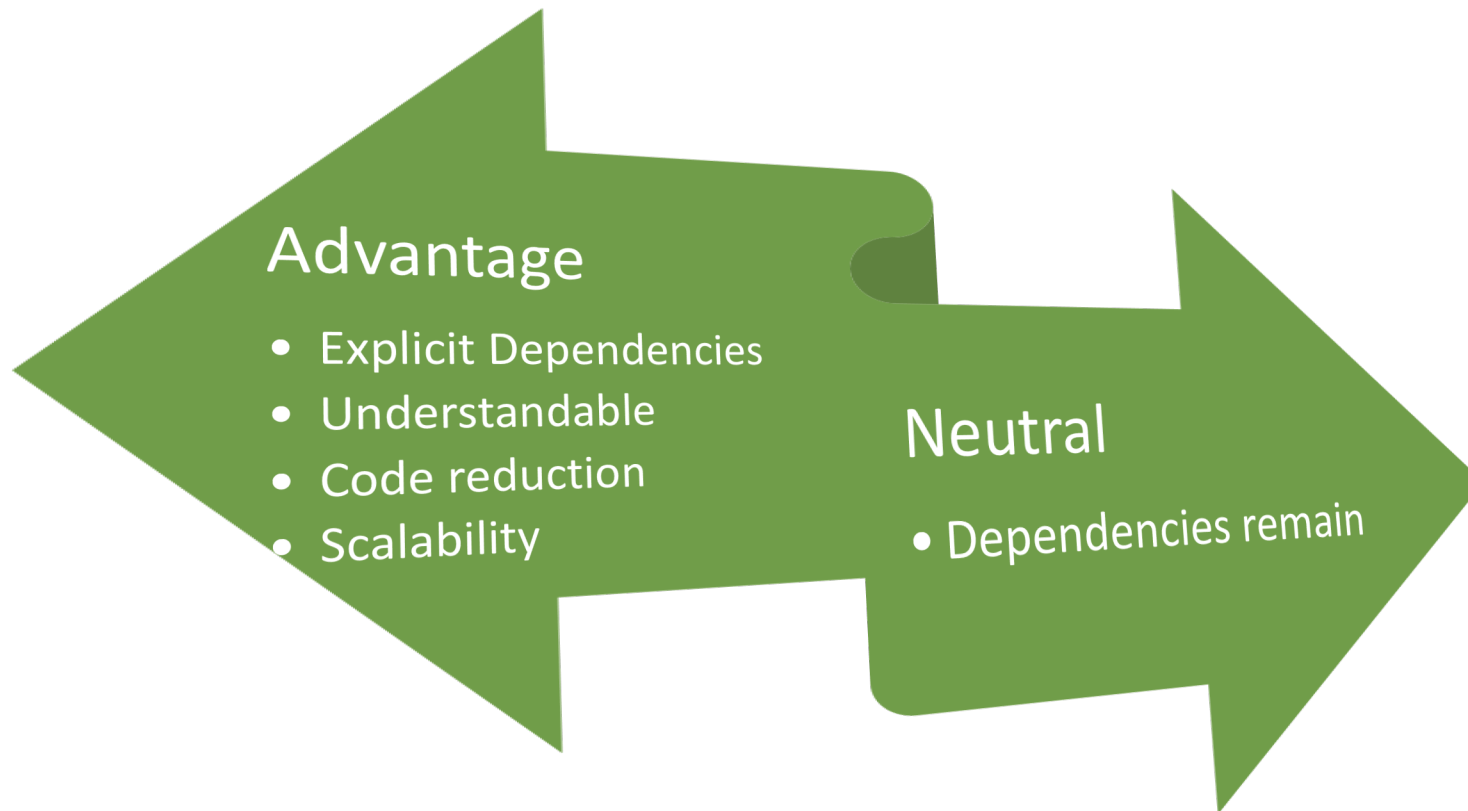 Advantage
• Explicit Dependencies
• Understandable
• Code reduction
• Scalability
Neutral
• Dependencies remain